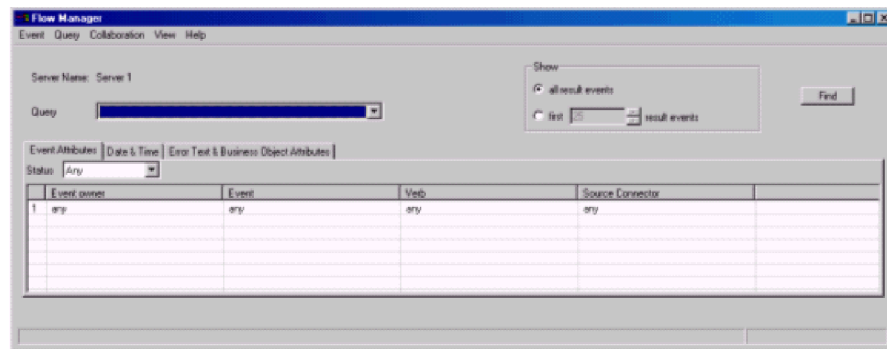 Flow Manager
Event Query Collaboration View Help
Server Name: Server 1
Query
Show
all result events
first 25 result events
Find
Event Attributes Date & Time Error Text & Business Object Attributes
Status Any
Event owner Event Verb Source Connector
1 any any any any